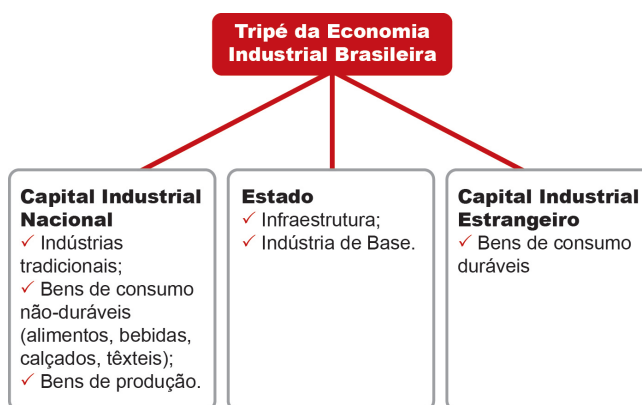 Tripé da Economia
Industrial Brasileira
Capital Industrial
Nacional
✓ Indústrias
tradicionais;
✓ Bens de consumo
não-duráveis
(alimentos, bebidas,
calçados, têxteis);
✓ Bens de produção.
Estado
✓ Infraestrutura;
✓ Indústria de Base.
Capital Industrial
Estrangeiro
✓ Bens de consumo
duráveis